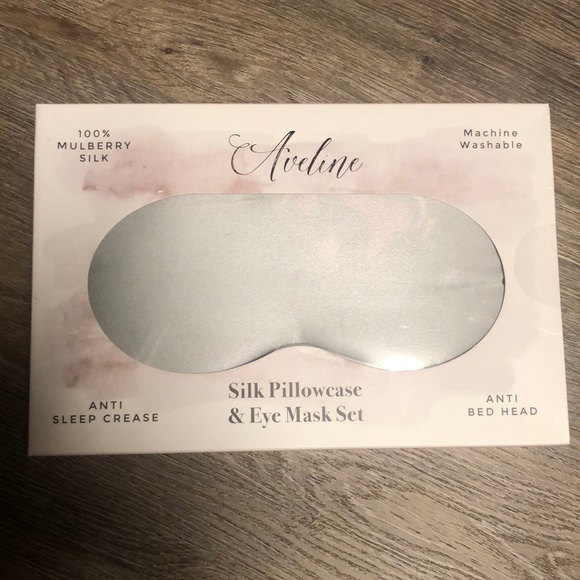 100%
MULBERRY
SILK
Aveline
Machine
Washable
Silk Pillowcase
& Eye Mask Set
ANTI
SLEEP CREASE
ANTI
BED HEAD